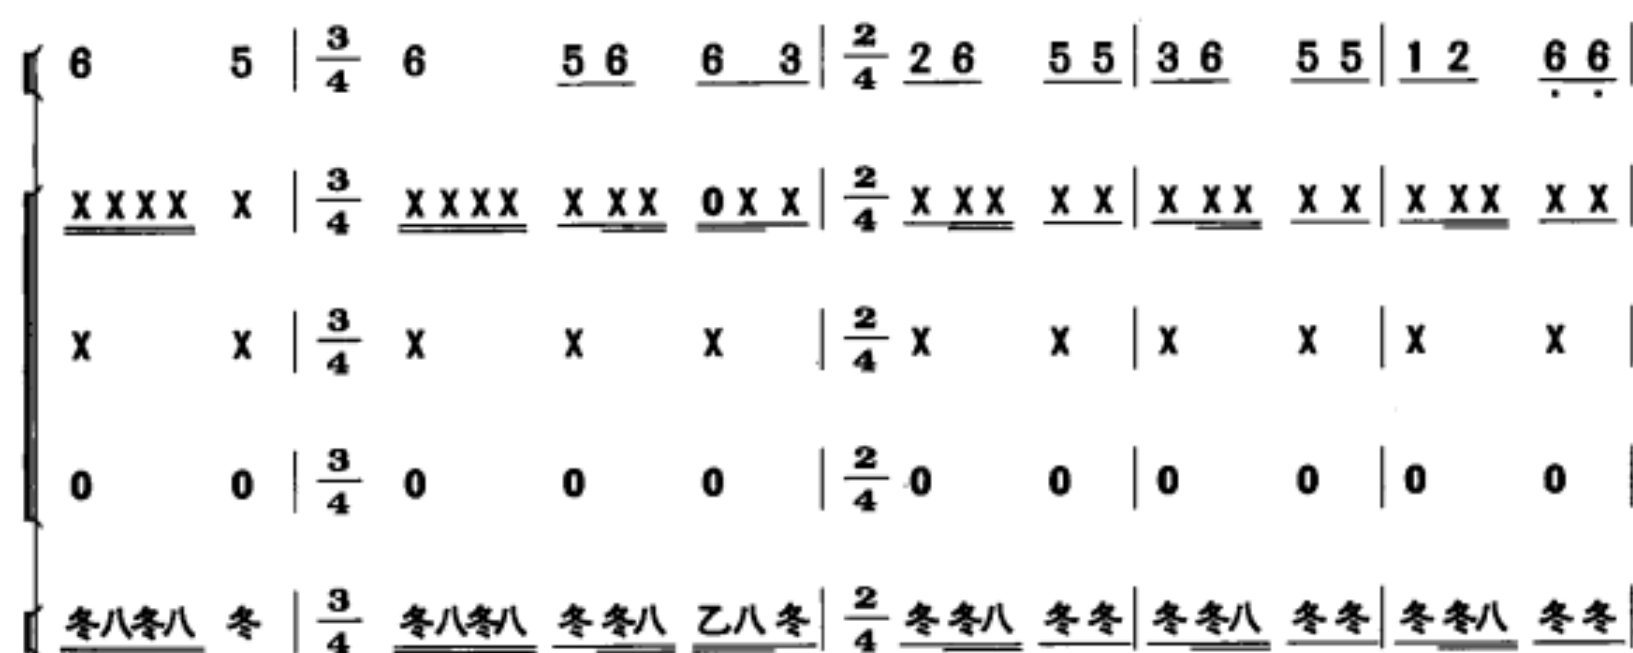 6 5 | 3/4 6 5 6 6 3 | 2/4 2 6 5 5 | 3 6 5 5 | 1 2 6̣ 6̣ |
X X X X X | 3/4 X X X X X X X 0 X X | 2/4 X X X X X | X X X X X | X X X X X |
X X | 3/4 X X X | 2/4 X X | X X | X X |
0 0 | 3/4 0 0 0 | 2/4 0 0 | 0 0 | 0 0 |
冬八冬八 冬 | 3/4 冬八冬八 冬 冬八 乙八 冬 | 2/4 冬 冬八 冬 冬 | 冬 冬八 冬 冬 | 冬 冬八 冬 冬 |